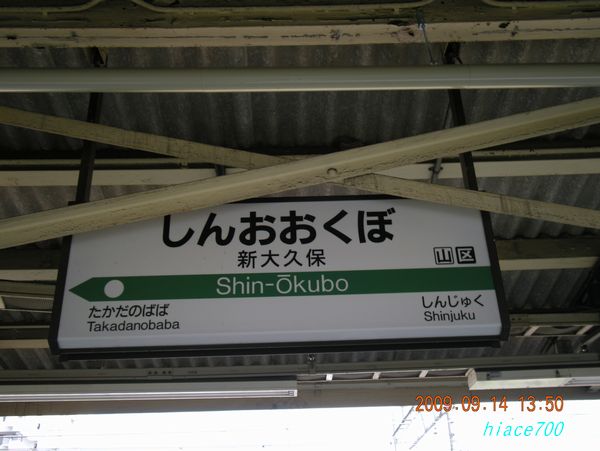 しんおおくぼ
新大久保
山区
Shin-Ōkubo
たかだのばば
Takadanobaba
しんじゅく
Shinjuku
2009.09.14 13:50
hiace700